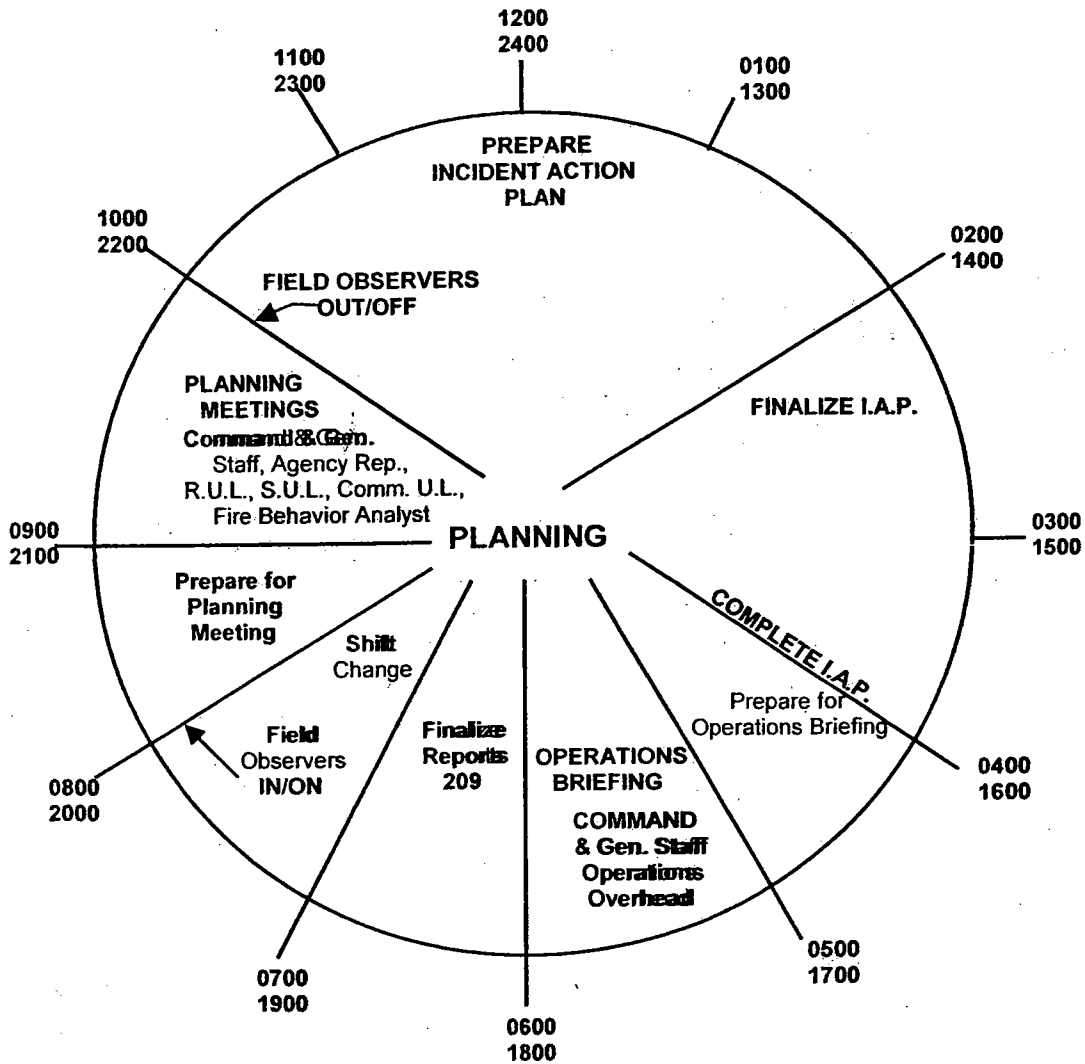 1200
2400
0100
1300
0200
1400
0300
1500
0400
1600
0500
1700
0600
1800
0700
1900
0800
2000
0900
2100
1000
2200
1100
2300
PREPARE
INCIDENT ACTION
PLAN
FINALIZE I.A.P.
COMPLETE I.A.P.
Prepare for
Operations Briefing
OPERATIONS
BRIEFING
COMMAND
& Gen. Staff
Operations
Overhead
Finalize
Reports
209
Shift
Change
Field
Observers
IN/ON
Prepare for
Planning
Meeting
PLANNING
MEETINGS
Command & Gen.
Staff, Agency Rep.,
R.U.L., S.U.L., Comm. U.L.,
Fire Behavior Analyst
FIELD OBSERVERS
OUT/OFF
PLANNING